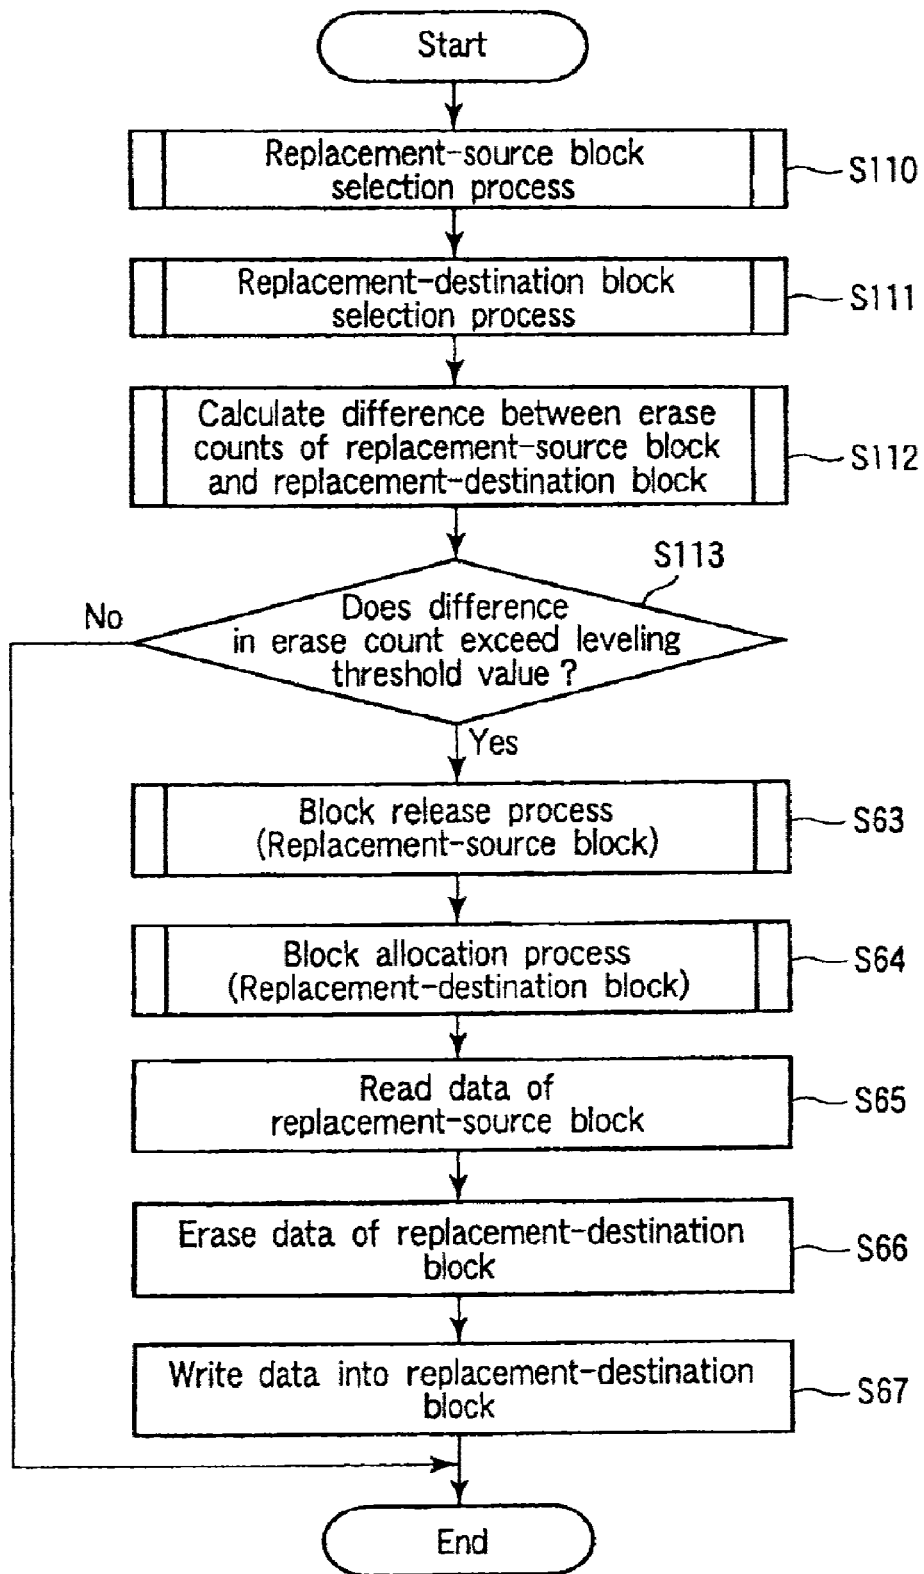 Start
Replacement-source block
selection process
S110
Replacement-destination block
selection process
S111
Calculate difference between erase
counts of replacement-source block
and replacement-destination block
S112
S113
No
Does difference
in erase count exceed leveling
threshold value ?
Yes
Block release process
(Replacement-source block)
S63
Block allocation process
(Replacement-destination block)
S64
Read data of
replacement-source block
S65
Erase data of replacement-destination
block
S66
Write data into replacement-destination
block
S67
End